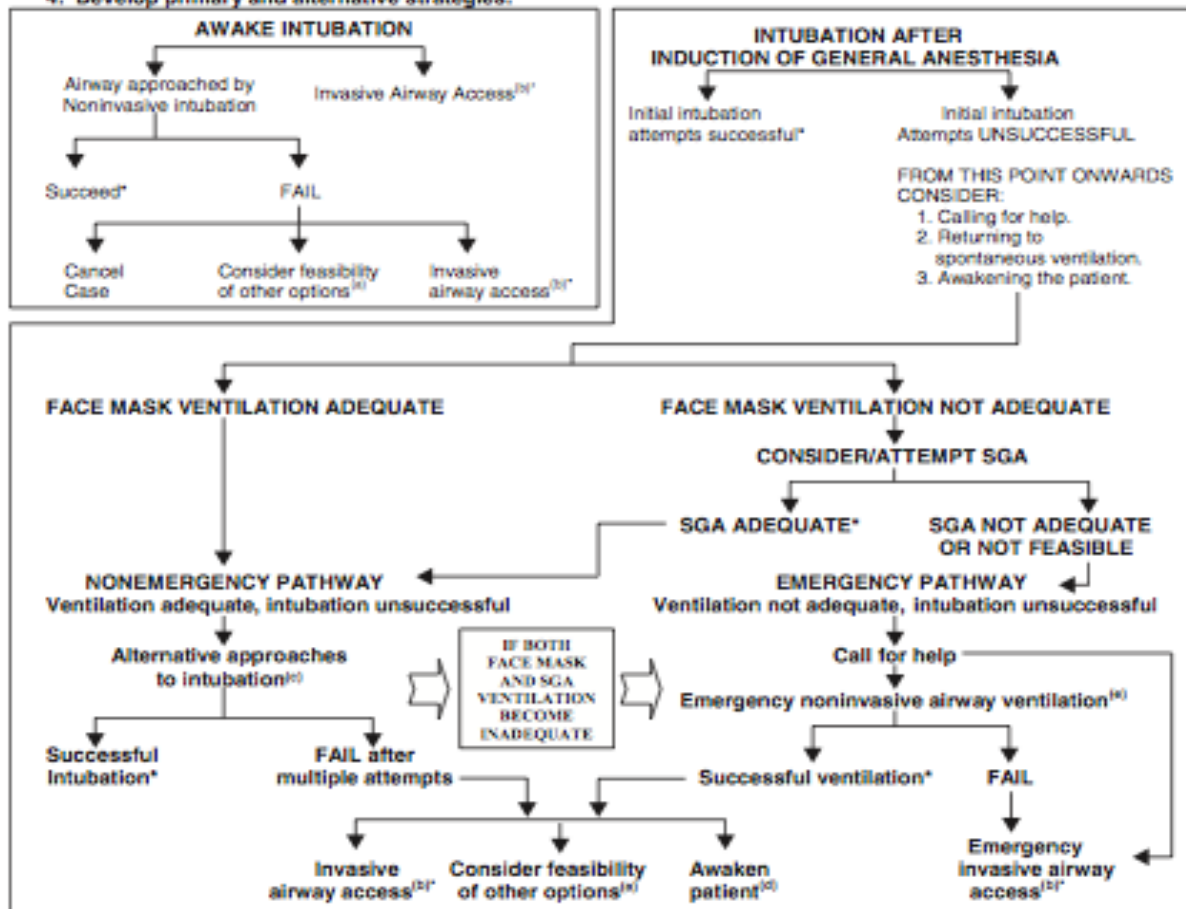 4. Develop primary and alternative strategies:
AWAKE INTUBATION
Airway approached by
Noninvasive intubation
Invasive Airway Access(b)*
Succeed*
FAIL
Cancel
Case
Consider feasibility
of other options(a)
Invasive
airway access(b)*
INTUBATION AFTER
INDUCTION OF GENERAL ANESTHESIA
Initial intubation
attempts successful*
Initial intubation
Attempts UNSUCCESSFUL
FROM THIS POINT ONWARDS
CONSIDER:
1. Calling for help.
2. Returning to
spontaneous ventilation.
3. Awakening the patient.
FACE MASK VENTILATION ADEQUATE
FACE MASK VENTILATION NOT ADEQUATE
CONSIDER/ATTEMPT SGA
SGA ADEQUATE*
SGA NOT ADEQUATE
OR NOT FEASIBLE
NONEMERGENCY PATHWAY
Ventilation adequate, intubation unsuccessful
EMERGENCY PATHWAY
Ventilation not adequate, intubation unsuccessful
Alternative approaches
to intubation(c)
IF BOTH
FACE MASK
AND SGA
VENTILATION
BECOME
INADEQUATE
Call for help
Emergency noninvasive airway ventilation(e)
Successful
Intubation*
FAIL after
multiple attempts
Successful ventilation*
FAIL
Invasive
airway access(b)*
Consider feasibility
of other options(a)
Awaken
patient(d)
Emergency
invasive airway
access(b)*